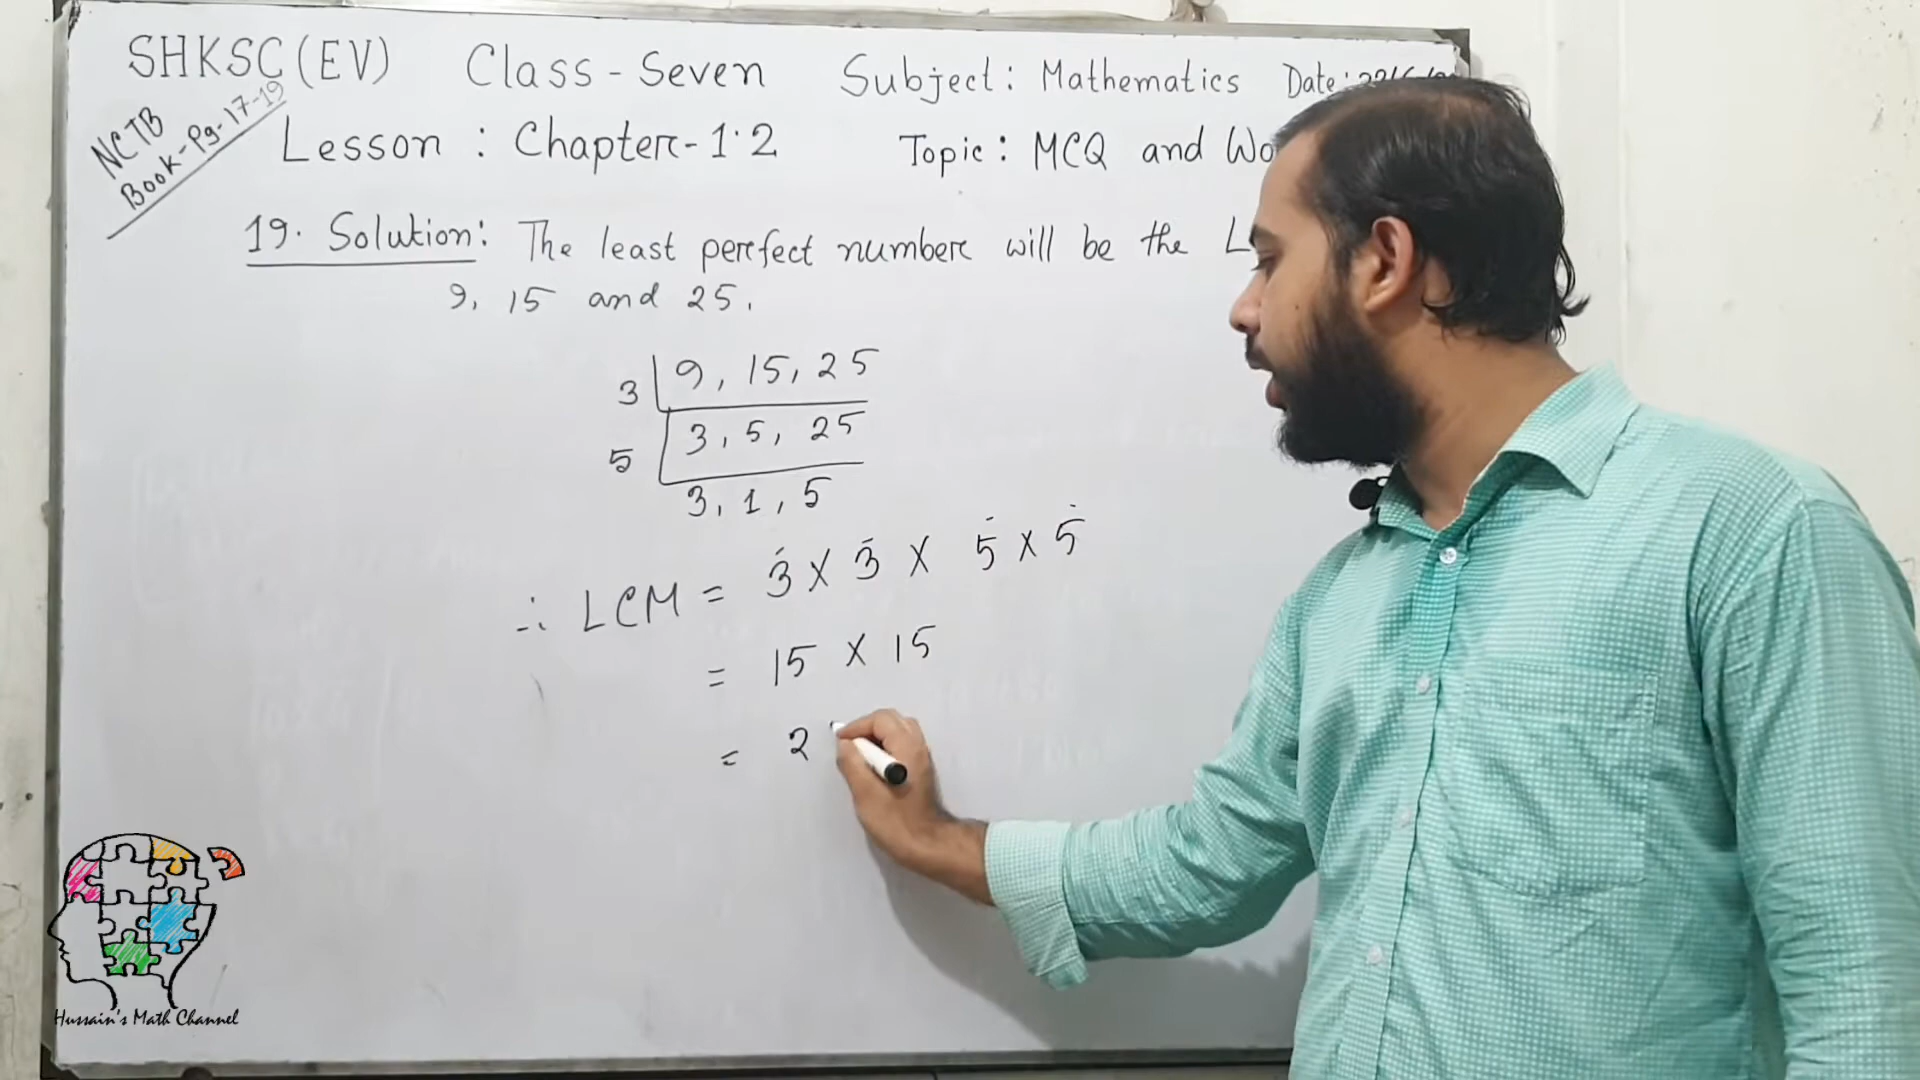 SHKSC(EV) Class-Seven Subject: Mathematics Date:
NCTB
Book-Pg-17-19
Lesson : Chapter-1.2 Topic: MCQ and
19. Solution: The least perfect number will be the
9, 15 and 25.
3 | 9, 15, 25
5 | 3, 5, 25
3, 1, 5
∴ LCM = 3 X 3 X 5 X 5
= 15 X 15
= 2
Hussain's Math Channel